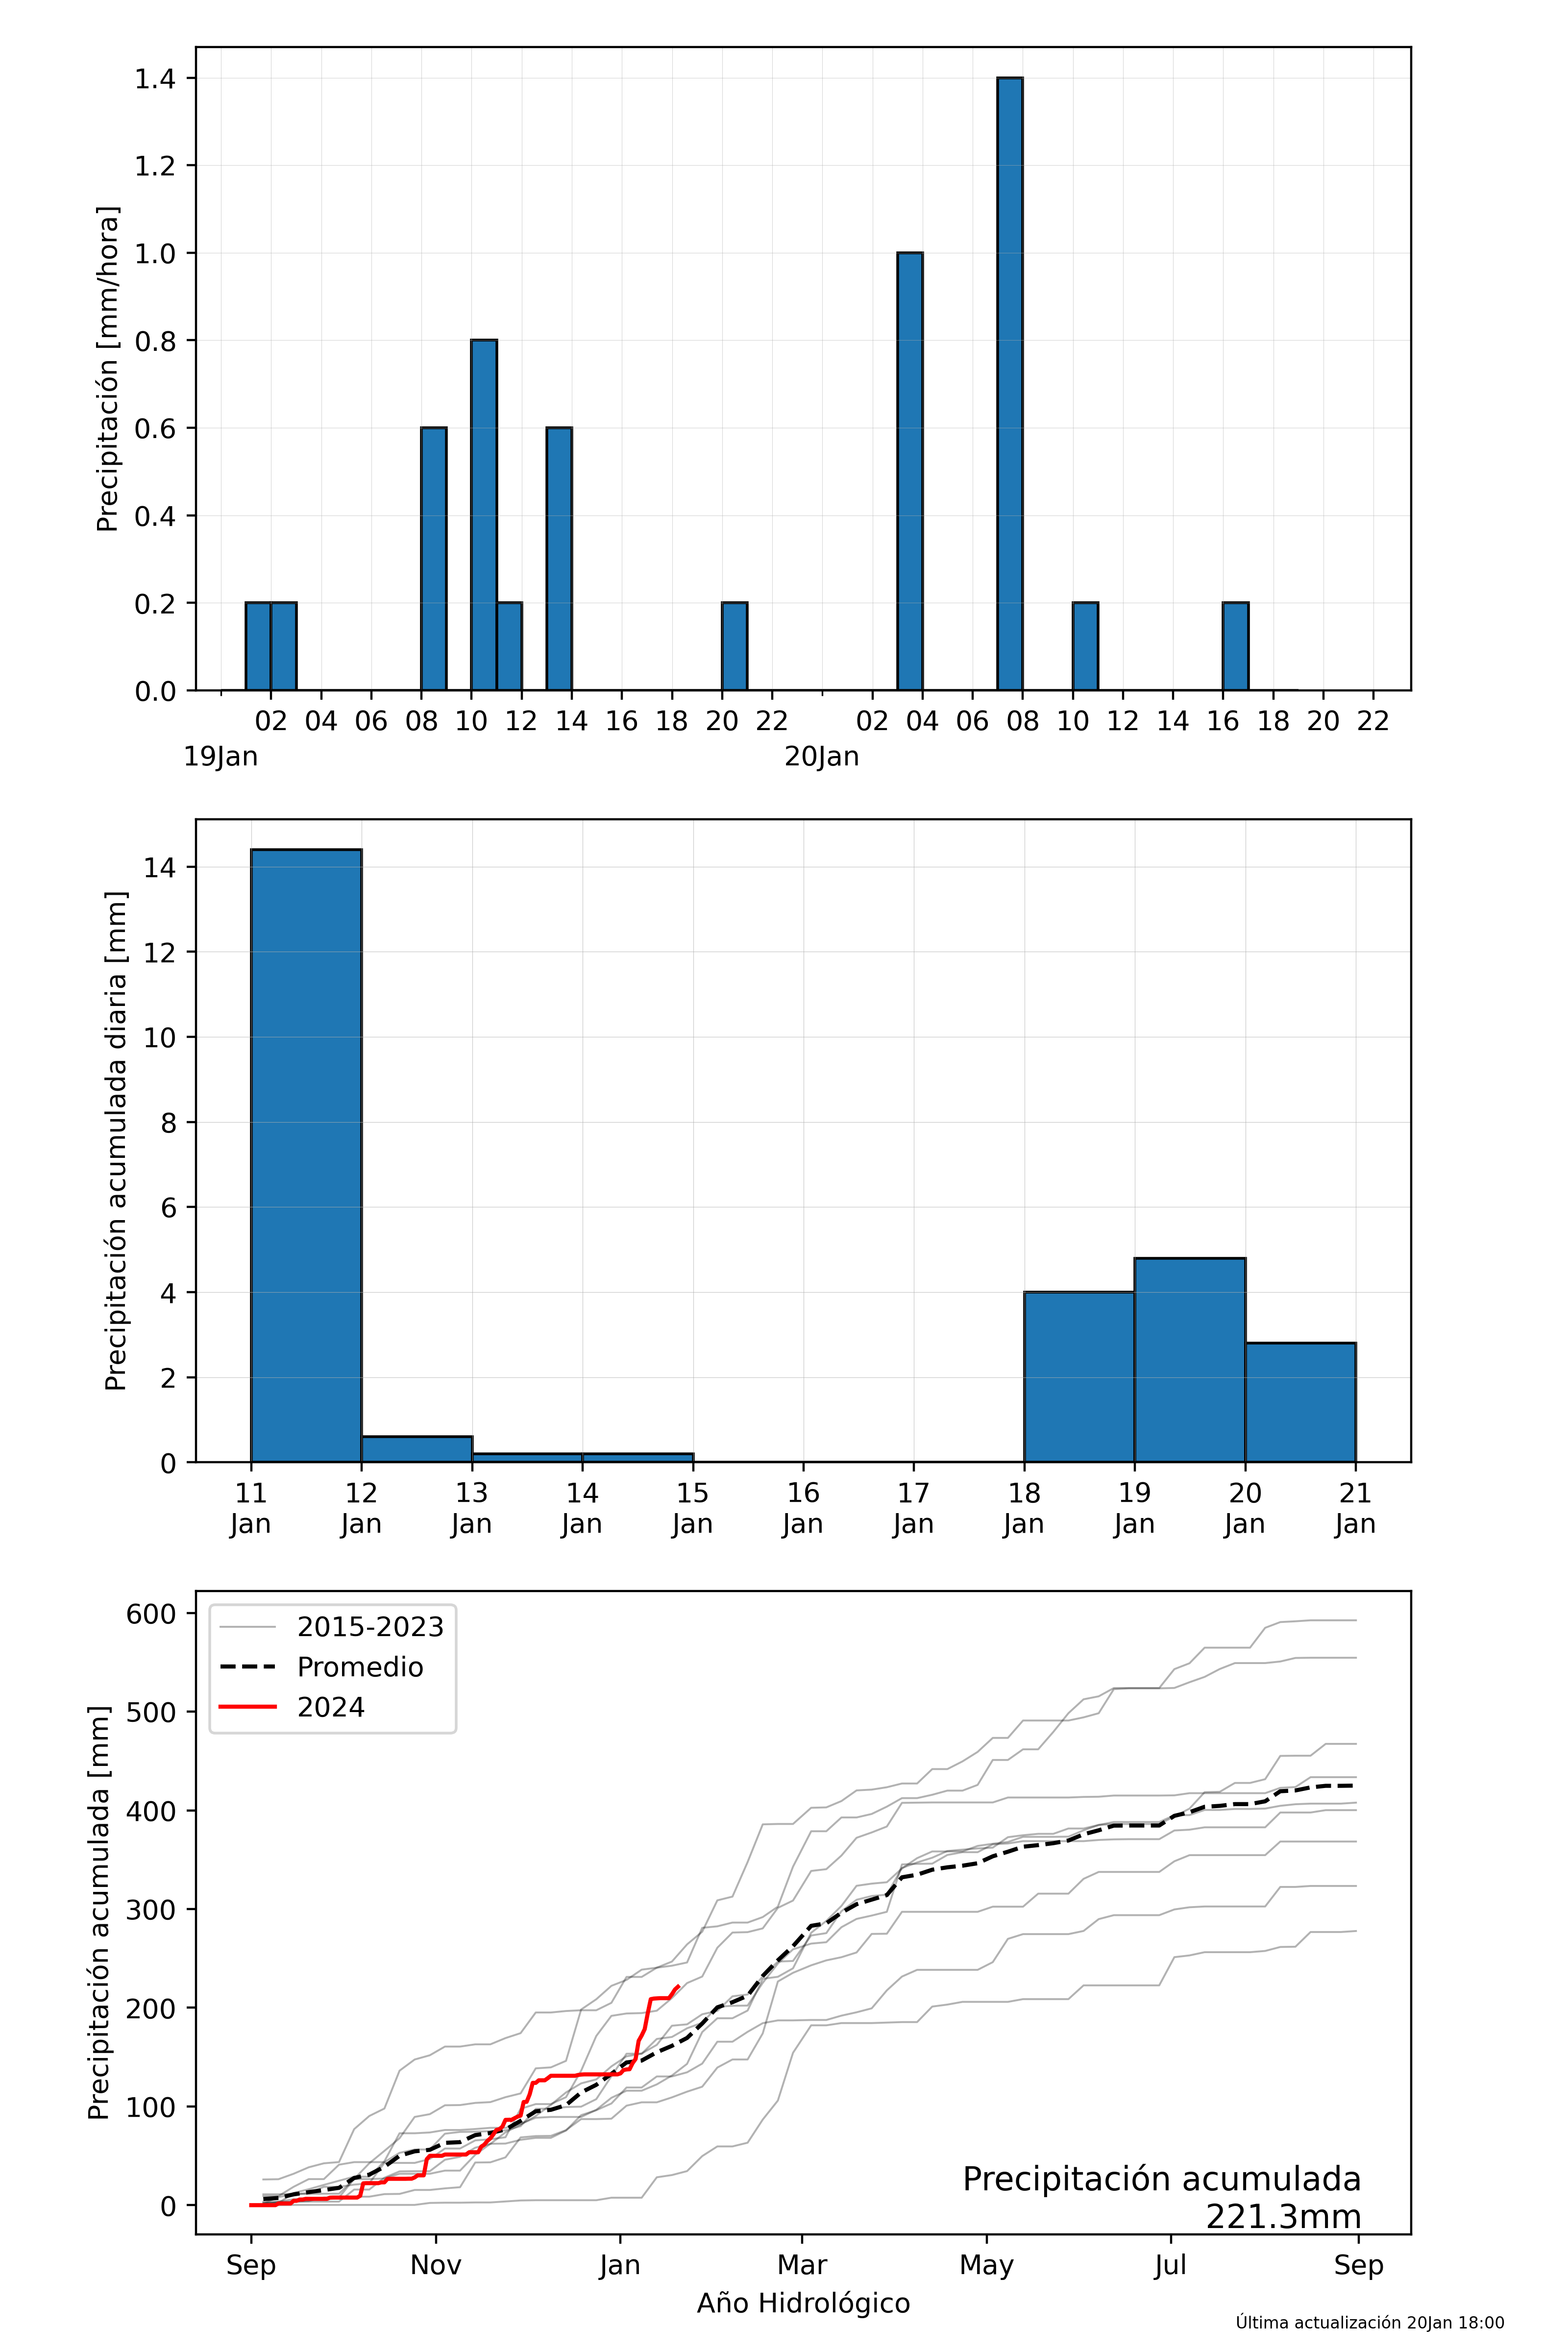 Precipitación [mm/hora]
1.4
1.2
1.0
0.8
0.6
0.4
0.2
0.0
02 04 06 08 10 12 14 16 18 20 22 02 04 06 08 10 12 14 16 18 20 22
19Jan 20Jan
Precipitación acumulada diaria [mm]
14
12
10
8
6
4
2
0
11 12 13 14 15 16 17 18 19 20 21
Jan Jan Jan Jan Jan Jan Jan Jan Jan Jan Jan
Precipitación acumulada [mm]
600
500
400
300
200
100
0
2015-2023
Promedio
2024
Precipitación acumulada
221.3mm
Sep Nov Jan Mar May Jul Sep
Año Hidrológico
Última actualización 20Jan 18:00